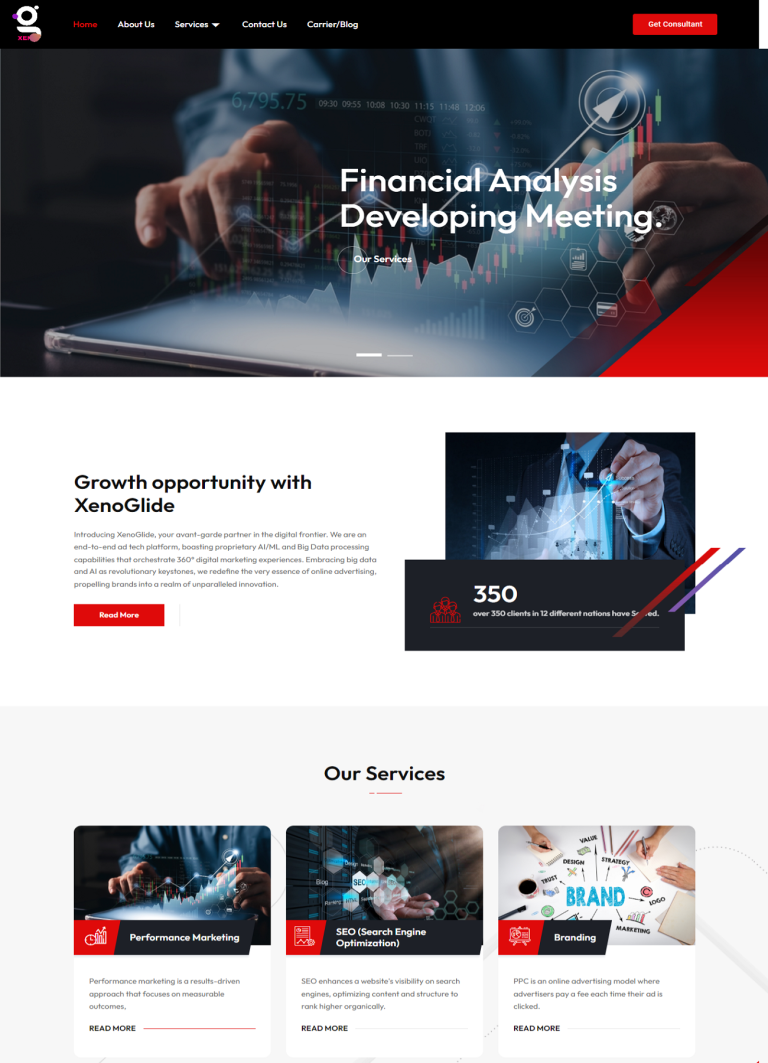 XENO
Home
About Us
Services
Contact Us
Carrier/Blog
Get Consultant
6,795.75
09:30 09:55 10:08 10:30 11:15 11:48 12:06
Financial Analysis
Developing Meeting.
Our Services
Growth opportunity with
XenoGlide
Introducing XenoGlide, your avant-garde partner in the digital frontier. We are an
end-to-end ad tech platform, boasting proprietary AI/ML and Big Data processing
capabilities that orchestrate 360° digital marketing experiences. Embracing big data
and AI as revolutionary keystones, we redefine the very essence of online advertising,
propelling brands into a realm of unparalleled innovation.
Read More
350
over 350 clients in 12 different nations have Served.
Our Services
Performance Marketing
Performance marketing is a results-driven
approach that focuses on measurable
outcomes,
READ MORE
Blog
Design
SEO
Ranking
SEO (Search Engine
Optimization)
SEO enhances a website's visibility on search
engines, optimizing content and structure to
rank higher organically.
READ MORE
VALUE
DESIGN
STRATEGY
TRUST
BRAND
LOGO
MARKETING
Branding
PPC is an online advertising model where
advertisers pay a fee each time their ad is
clicked.
READ MORE